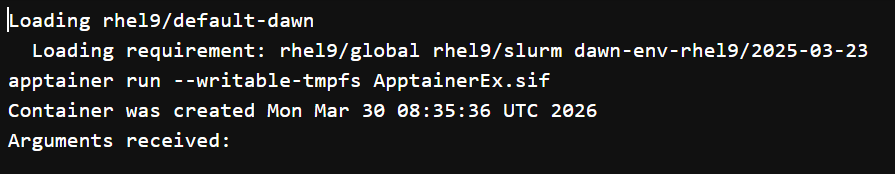 Loading rhel9/default-dawn
  Loading requirement: rhel9/global rhel9/slurm dawn-env-rhel9/2025-03-23
apptainer run --writable-tmpfs ApptainerEx.sif
Container was created Mon Mar 30 08:35:36 UTC 2026
Arguments received: